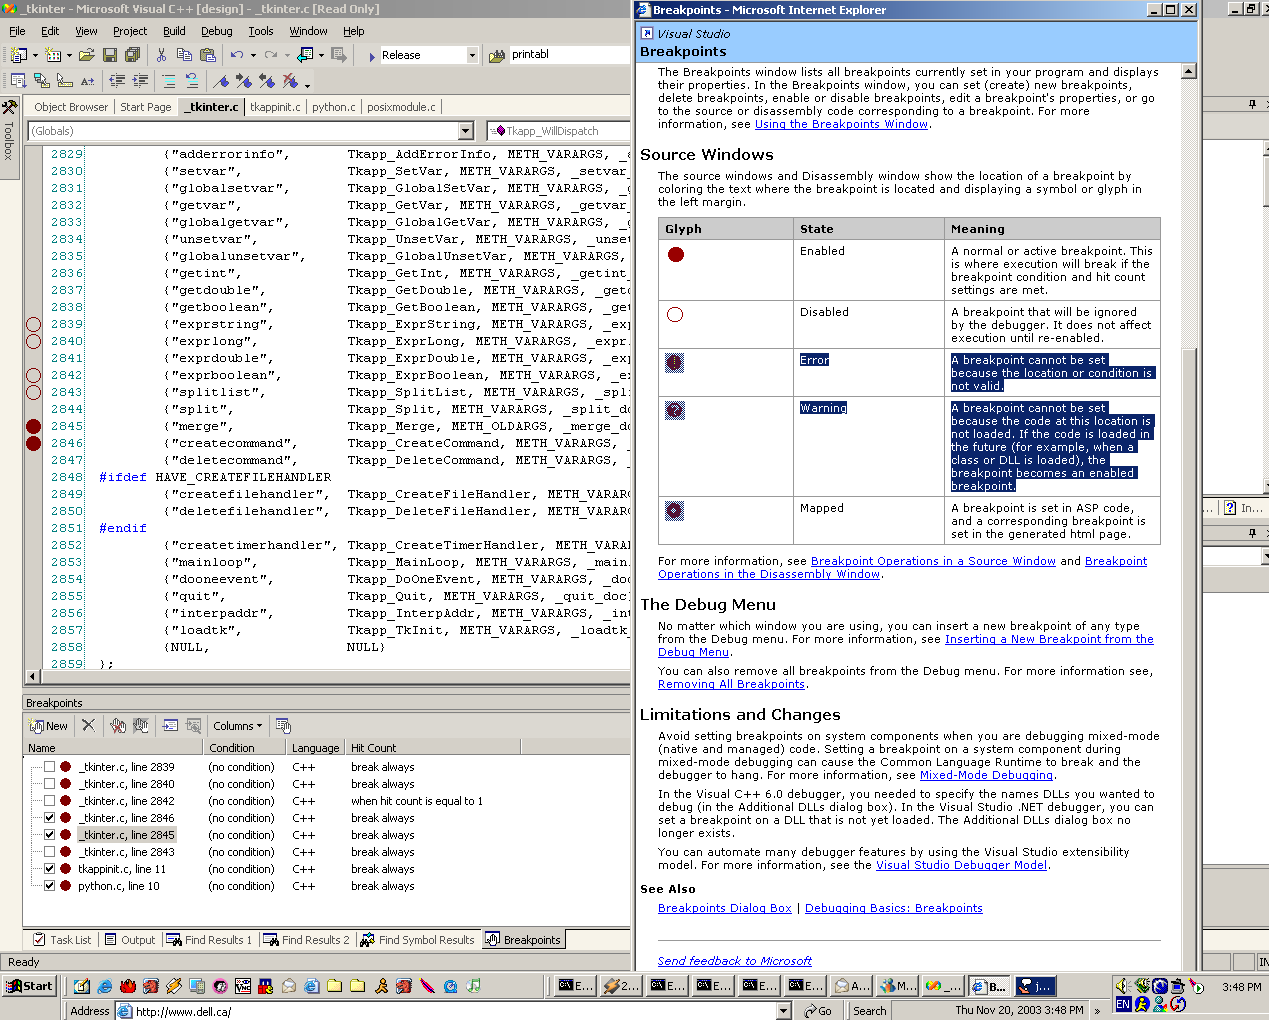 _tkinter - Microsoft Visual C++ [design] - _tkinter.c [Read Only]
File Edit View Project Build Debug Tools Window Help
Release printabl
Object Browser Start Page _tkinter.c tkappinit.c python.c posixmodule.c
(Globals) Tkapp_WillDispatch
Toolbox
2829 {"adderrorinfo", Tkapp_AddErrorInfo, METH_VARARGS,
2830 {"setvar", Tkapp_SetVar, METH_VARARGS, _setvar_
2831 {"globalsetvar", Tkapp_GlobalSetVar, METH_VARARGS,
2832 {"getvar", Tkapp_GetVar, METH_VARARGS, _getvar_
2833 {"globalgetvar", Tkapp_GlobalGetVar, METH_VARARGS,
2834 {"unsetvar", Tkapp_UnsetVar, METH_VARARGS, _unset
2835 {"globalunsetvar", Tkapp_GlobalUnsetVar, METH_VARARGS,
2836 {"getint", Tkapp_GetInt, METH_VARARGS, _getint_
2837 {"getdouble", Tkapp_GetDouble, METH_VARARGS, _get
2838 {"getboolean", Tkapp_GetBoolean, METH_VARARGS, _ge
2839 {"exprstring", Tkapp_ExprString, METH_VARARGS, _exp
2840 {"exprlong", Tkapp_ExprLong, METH_VARARGS, _expr
2841 {"exprdouble", Tkapp_ExprDouble, METH_VARARGS, _exp
2842 {"exprboolean", Tkapp_ExprBoolean, METH_VARARGS, _ex
2843 {"splitlist", Tkapp_SplitList, METH_VARARGS, _spl
2844 {"split", Tkapp_Split, METH_VARARGS, _split_do
2845 {"merge", Tkapp_Merge, METH_OLDARGS, _merge_do
2846 {"createcommand", Tkapp_CreateCommand, METH_VARARGS,
2847 {"deletecommand", Tkapp_DeleteCommand, METH_VARARGS,
2848 #ifdef HAVE_CREATEFILEHANDLER
2849 {"createfilehandler", Tkapp_CreateFileHandler, METH_VARARG
2850 {"deletefilehandler", Tkapp_DeleteFileHandler, METH_VARARG
2851 #endif
2852 {"createtimerhandler", Tkapp_CreateTimerHandler, METH_VARA
2853 {"mainloop", Tkapp_MainLoop, METH_VARARGS, _main
2854 {"dooneevent", Tkapp_DoOneEvent, METH_VARARGS, _doo
2855 {"quit", Tkapp_Quit, METH_VARARGS, _quit_doc
2856 {"interpaddr", Tkapp_InterpAddr, METH_VARARGS, _int
2857 {"loadtk", Tkapp_TkInit, METH_VARARGS, _loadtk_
2858 {NULL, NULL}
2859 };
Breakpoints
New Columns
Name Condition Language Hit Count
_tkinter.c, line 2839 (no condition) C++ break always
_tkinter.c, line 2840 (no condition) C++ break always
_tkinter.c, line 2842 (no condition) C++ when hit count is equal to 1
_tkinter.c, line 2846 (no condition) C++ break always
_tkinter.c, line 2845 (no condition) C++ break always
_tkinter.c, line 2843 (no condition) C++ break always
tkappinit.c, line 11 (no condition) C++ break always
python.c, line 10 (no condition) C++ break always
Task List Output Find Results 1 Find Results 2 Find Symbol Results Breakpoints
Ready
Breakpoints - Microsoft Internet Explorer
Visual Studio
Breakpoints
The Breakpoints window lists all breakpoints currently set in your program and displays
their properties. In the Breakpoints window, you can set (create) new breakpoints,
delete breakpoints, enable or disable breakpoints, edit a breakpoint's properties, or go
to the source or disassembly code corresponding to a breakpoint. For more
information, see Using the Breakpoints Window.
Source Windows
The source windows and Disassembly window show the location of a breakpoint by
coloring the text where the breakpoint is located and displaying a symbol or glyph in
the left margin.
Glyph State Meaning
Enabled A normal or active breakpoint. This
is where execution will break if the
breakpoint condition and hit count
settings are met.
Disabled A breakpoint that will be ignored
by the debugger. It does not affect
execution until re-enabled.
Error A breakpoint cannot be set
because the location or condition is
not valid.
Warning A breakpoint cannot be set
because the code at this location is
not loaded. If the code is loaded in
the future (for example, when a
class or DLL is loaded), the
breakpoint becomes an enabled
breakpoint.
Mapped A breakpoint is set in ASP code,
and a corresponding breakpoint is
set in the generated html page.
For more information, see Breakpoint Operations in a Source Window and Breakpoint
Operations in the Disassembly Window.
The Debug Menu
No matter which window you are using, you can insert a new breakpoint of any type
from the Debug menu. For more information, see Inserting a New Breakpoint from the
Debug Menu.
You can also remove all breakpoints from the Debug menu. For more information see,
Removing All Breakpoints.
Limitations and Changes
Avoid setting breakpoints on system components when you are debugging mixed-mode
(native and managed) code. Setting a breakpoint on a system component during
mixed-mode debugging can cause the Common Language Runtime to break and the
debugger to hang. For more information, see Mixed-Mode Debugging.
In the Visual C++ 6.0 debugger, you needed to specify the names DLLs you wanted to
debug (in the Additional DLLs dialog box). In the Visual Studio .NET debugger, you can
set a breakpoint on a DLL that is not yet loaded. The Additional DLLs dialog box no
longer exists.
You can automate many debugger features by using the Visual Studio extensibility
model. For more information, see the Visual Studio Debugger Model.
See Also
Breakpoints Dialog Box | Debugging Basics: Breakpoints
Send feedback to Microsoft
... In...
IN
Start E... 2... E... E... E... E... A... M... _... B... j... 3:48 PM
EN
Address http://www.dell.ca/ Go Search Thu Nov 20, 2003 3:48 PM »